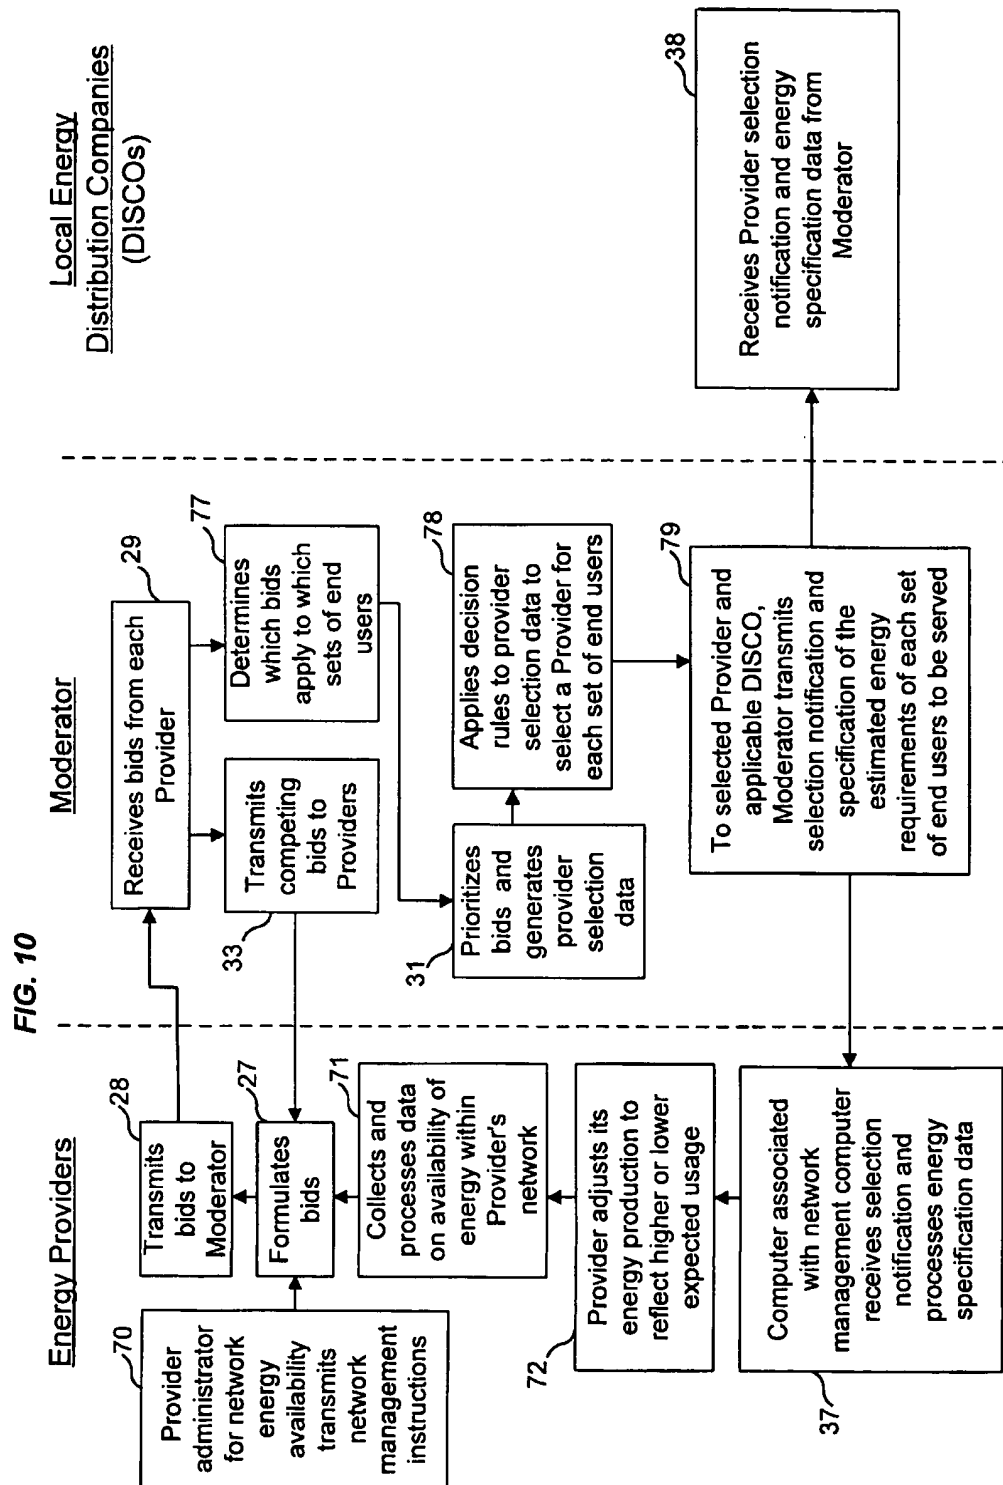 FIG. 10
Energy Providers
Moderator
Local Energy
Distribution Companies
(DISCOs)
70
Provider
administrator
for network
energy
availability
transmits
network
management
instructions
28
Transmits
bids to
Moderator
27
Formulates
bids
71
Collects and
processes data
on availability of
energy within
Provider's
network
72
Provider adjusts its
energy production to
reflect higher or lower
expected usage
37
Computer associated
with network
management computer
receives selection
notification and
processes energy
specification data
29
Receives bids from each
Provider
33
Transmits
competing
bids to
Providers
77
Determines
which bids
apply to which
sets of end
users
31
Prioritizes
bids and
generates
provider
selection
data
78
Applies decision
rules to provider
selection data to
select a Provider for
each set of end users
79
To selected Provider and
applicable DISCO,
Moderator transmits
selection notification and
specification of the
estimated energy
requirements of each set
of end users to be served
38
Receives Provider selection
notification and energy
specification data from
Moderator